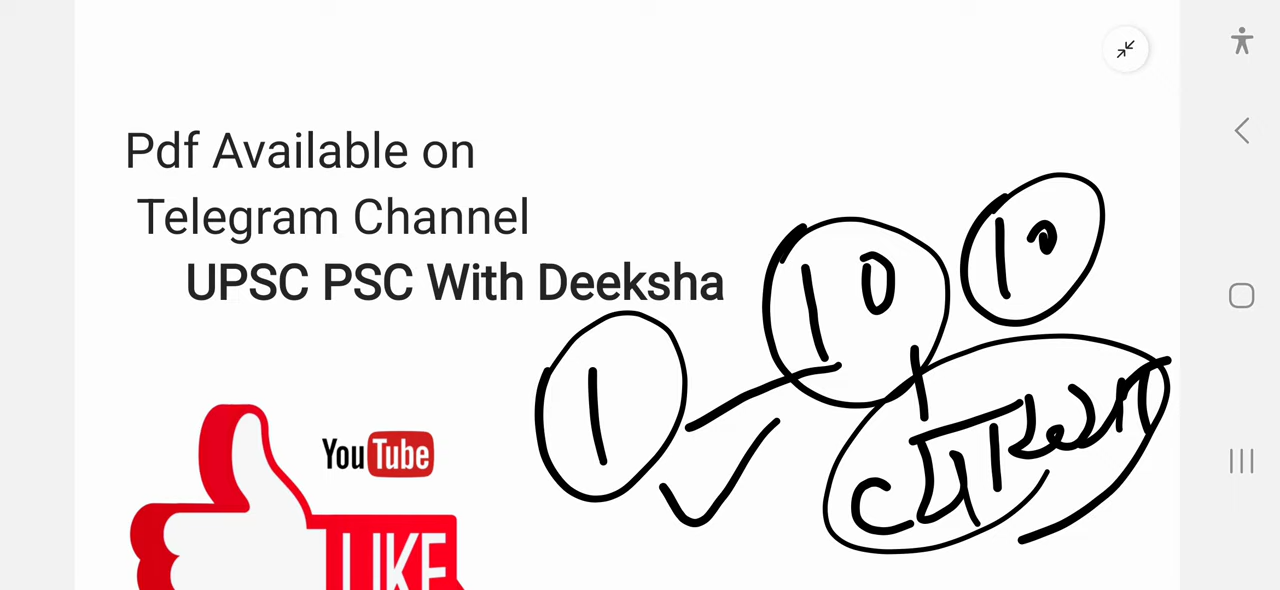 Pdf Available on
Telegram Channel
UPSC PSC With Deeksha
10
10
1
YouTube
LIKE